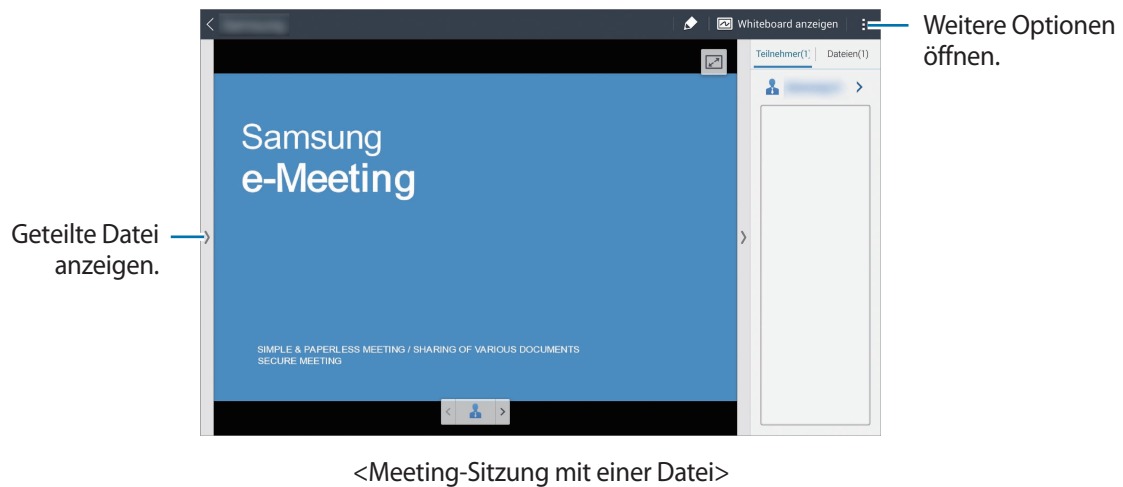 Whiteboard anzeigen
Weitere Optionen
öffnen.
Teilnehmer(1)
Dateien(1)
Samsung
e-Meeting
Geteilte Datei
anzeigen.
SIMPLE & PAPERLESS MEETING / SHARING OF VARIOUS DOCUMENTS
SECURE MEETING
<Meeting-Sitzung mit einer Datei>